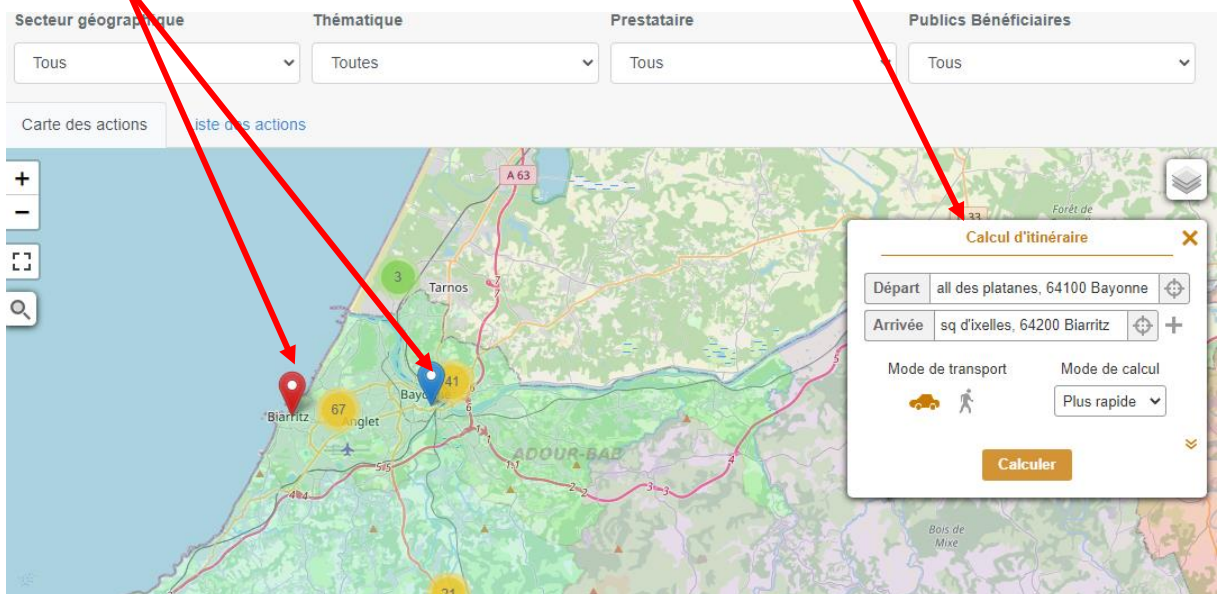 Secteur géographique Thématique Prestataire Publics Bénéficiaires
Tous Toutes Tous Tous
Carte des actions Liste des actions
+
−
A 63
33
Forêt de
Calcul d'itinéraire
3
Tarnos
Départ all des platanes, 64100 Bayonne
Arrivée sq d'ixelles, 64200 Biarritz +
Mode de transport Mode de calcul
Plus rapide
41
67
Biarritz
Anglet
ADOUR-BAB
Calculer
Bois de
Mixe
31